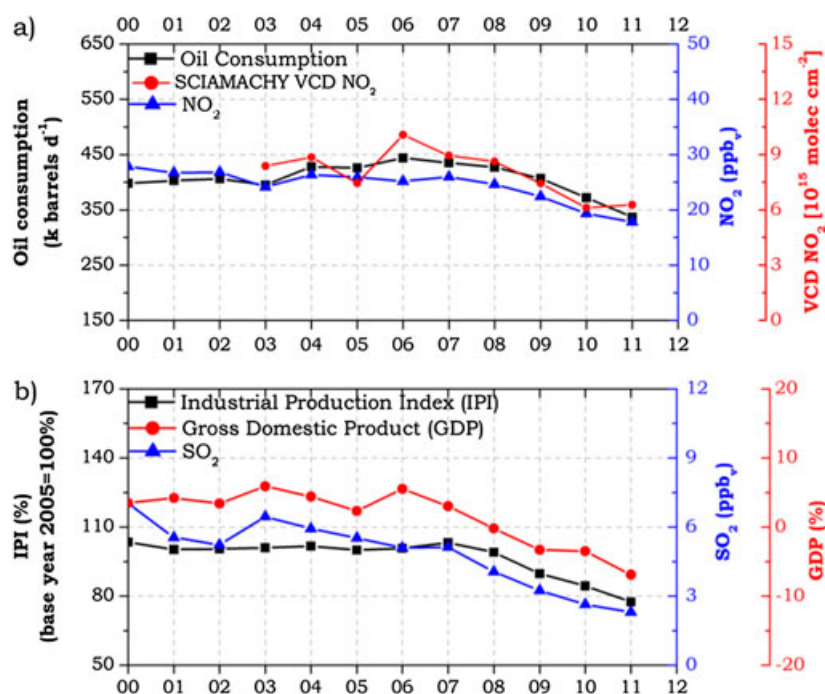 a)
00 01 02 03 04 05 06 07 08 09 10 11 12
Oil Consumption
SCIAMACHY VCD NO₂
NO₂
Oil consumption
(k barrels d⁻¹)
650
550
450
350
250
150
50
40
30
20
10
0
NO₂ (ppbᵥ)
15
12
9
6
3
0
VCD NO₂ [10¹⁵ molec cm⁻²]
00 01 02 03 04 05 06 07 08 09 10 11 12
b)
Industrial Production Index (IPI)
Gross Domestic Product (GDP)
SO₂
IPI (%)
(base year 2005=100%)
170
140
110
80
50
12
9
6
3
0
SO₂ (ppbᵥ)
20
10
0
-10
-20
GDP (%)
00 01 02 03 04 05 06 07 08 09 10 11 12